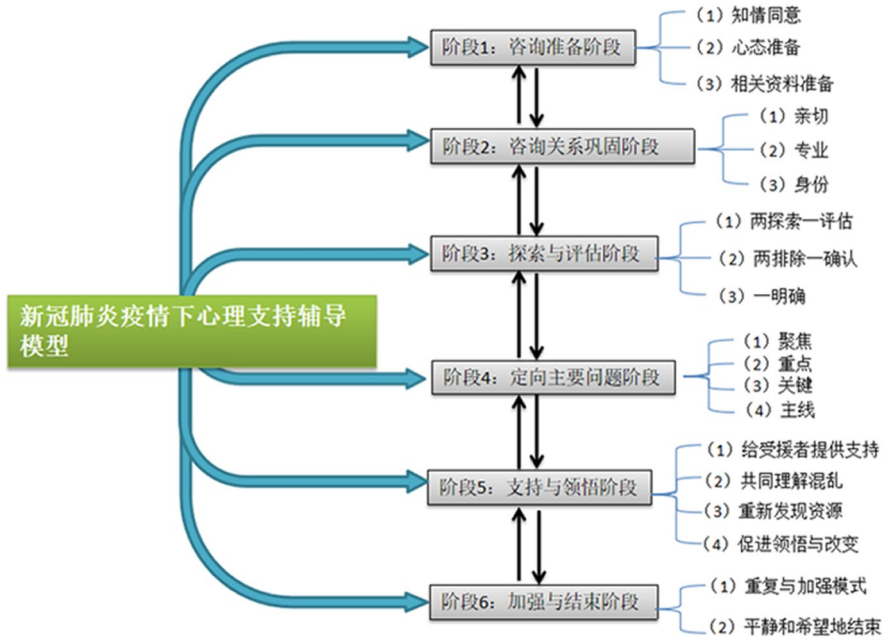 阶段1：咨询准备阶段
（1）知情同意
（2）心态准备
（3）相关资料准备
阶段2：咨询关系巩固阶段
（1）亲切
（2）专业
（3）身份
阶段3：探索与评估阶段
（1）两探索一评估
（2）两排除一确认
（3）一明确
新冠肺炎疫情下心理支持辅导
模型
阶段4：定向主要问题阶段
（1）聚焦
（2）重点
（3）关键
（4）主线
阶段5：支持与领悟阶段
（1）给受援者提供支持
（2）共同理解混乱
（3）重新发现资源
（4）促进领悟与改变
阶段6：加强与结束阶段
（1）重复与加强模式
（2）平静和希望地结束